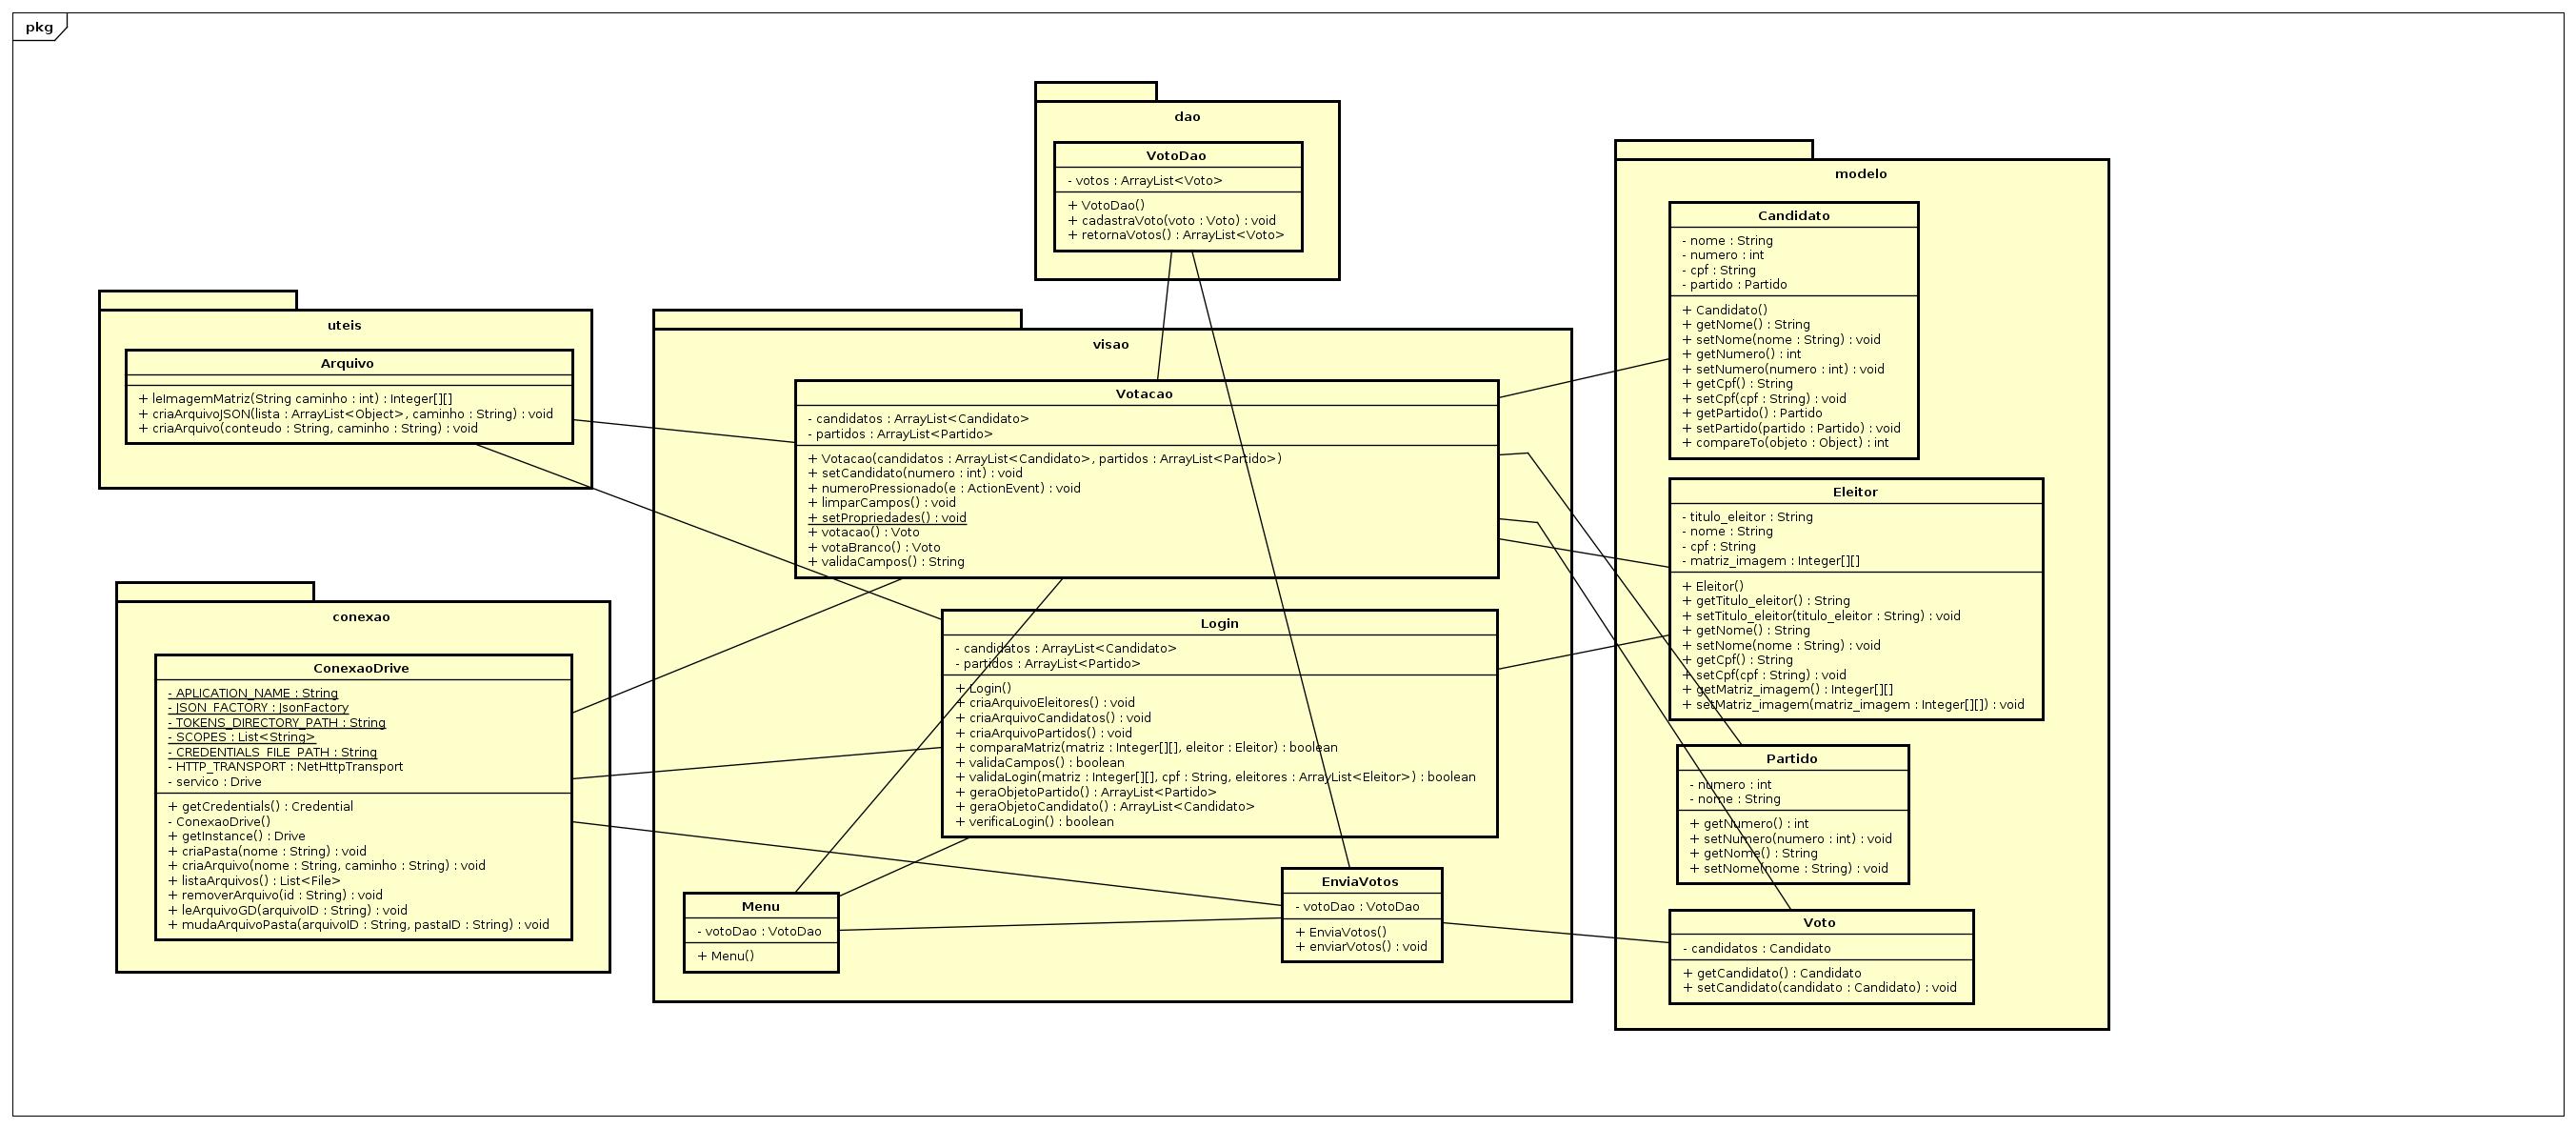 pkg
dao
VotoDao
- votos : ArrayList<Voto>
+ VotoDao()
+ cadastraVoto(voto : Voto) : void
+ retornaVotos() : ArrayList<Voto>
uteis
Arquivo
+ leImagemMatriz(String caminho : int) : Integer[][]
+ criaArquivoJSON(lista : ArrayList<Object>, caminho : String) : void
+ criaArquivo(conteudo : String, caminho : String) : void
conexao
ConexaoDrive
- APLICATION_NAME : String
- JSON_FACTORY : JsonFactory
- TOKENS_DIRECTORY_PATH : String
- SCOPES : List<String>
- CREDENTIALS_FILE_PATH : String
- HTTP_TRANSPORT : NetHttpTransport
- servico : Drive
+ getCredentials() : Credential
- ConexaoDrive()
+ getInstance() : Drive
+ criaPasta(nome : String) : void
+ criaArquivo(nome : String, caminho : String) : void
+ listaArquivos() : List<File>
+ removerArquivo(id : String) : void
+ leArquivoGD(arquivoID : String) : void
+ mudaArquivoPasta(arquivoID : String, pastaID : String) : void
visao
Votacao
- candidatos : ArrayList<Candidato>
- partidos : ArrayList<Partido>
+ Votacao(candidatos : ArrayList<Candidato>, partidos : ArrayList<Partido>)
+ setCandidato(numero : int) : void
+ numeroPressionado(e : ActionEvent) : void
+ limparCampos() : void
+ setPropriedades() : void
+ votacao() : Voto
+ votaBranco() : Voto
+ validaCampos() : String
Login
- candidatos : ArrayList<Candidato>
- partidos : ArrayList<Partido>
+ Login()
+ criaArquivoEleitores() : void
+ criaArquivoCandidatos() : void
+ criaArquivoPartidos() : void
+ comparaMatriz(matriz : Integer[][], eleitor : Eleitor) : boolean
+ validaCampos() : boolean
+ validaLogin(matriz : Integer[][], cpf : String, eleitores : ArrayList<Eleitor>) : boolean
+ geraObjetoPartido() : ArrayList<Partido>
+ geraObjetoCandidato() : ArrayList<Candidato>
+ verificaLogin() : boolean
Menu
- votoDao : VotoDao
+ Menu()
EnviaVotos
- votoDao : VotoDao
+ EnviaVotos()
+ enviarVotos() : void
modelo
Candidato
- nome : String
- numero : int
- cpf : String
- partido : Partido
+ Candidato()
+ getNome() : String
+ setNome(nome : String) : void
+ getNumero() : int
+ setNumero(numero : int) : void
+ getCpf() : String
+ setCpf(cpf : String) : void
+ getPartido() : Partido
+ setPartido(partido : Partido) : void
+ compareTo(objeto : Object) : int
Eleitor
- titulo_eleitor : String
- nome : String
- cpf : String
- matriz_imagem : Integer[][]
+ Eleitor()
+ getTitulo_eleitor() : String
+ setTitulo_eleitor(titulo_eleitor : String) : void
+ getNome() : String
+ setNome(nome : String) : void
+ getCpf() : String
+ setCpf(cpf : String) : void
+ getMatriz_imagem() : Integer[][]
+ setMatriz_imagem(matriz_imagem : Integer[][]) : void
Partido
- numero : int
- nome : String
+ getNumero() : int
+ setNumero(numero : int) : void
+ getNome() : String
+ setNome(nome : String) : void
Voto
- candidatos : Candidato
+ getCandidato() : Candidato
+ setCandidato(candidato : Candidato) : void